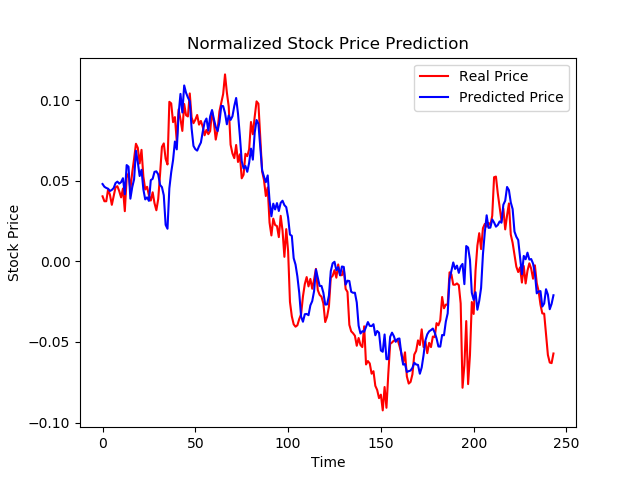 Normalized Stock Price Prediction
Real Price
Predicted Price
0.10
0.05
0.00
−0.05
−0.10
Stock Price
0 50 100 150 200 250
Time